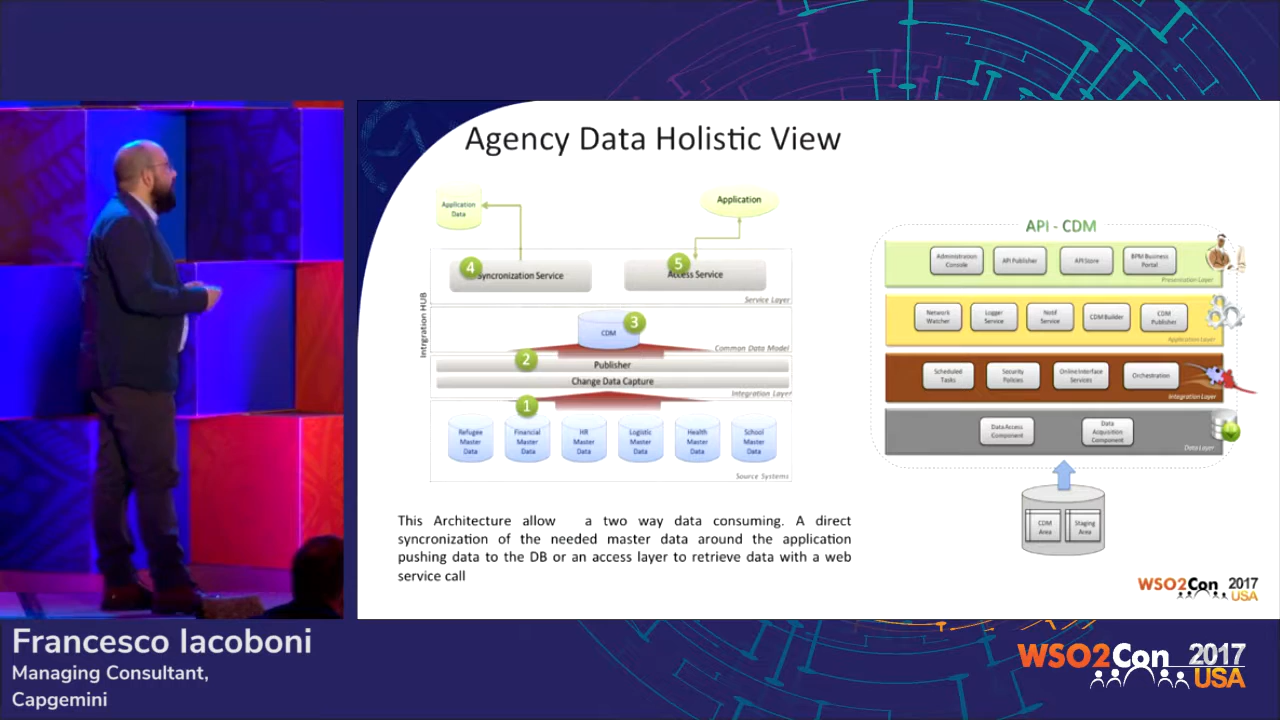 Agency Data Holistic View
Application
Data
Application
4
Syncronization Service
5
Access Service
Service Layer
Intrgration HUB
CDM
3
Common Data Model
2
Publisher
Change Data Capture
Integration Layer
1
Refugee
Master
Data
Financial
Master
Data
HR
Master
Data
Logistic
Master
Data
Health
Master
Data
School
Master
Data
Source Systems
This Architecture allow a two way data consuming. A direct
syncronization of the needed master data around the application
pushing data to the DB or an access layer to retrieve data with a web
service call
API - CDM
Administration
Console
API Publisher
API Store
BPM Business
Portal
Presentation Layer
Network
Watcher
Logger
Service
Notif
Service
CDM Builder
CDM
Publisher
Application Layer
Scheduled
Tasks
Security
Policies
Online Interface
Services
Orchestration
Integration Layer
Data Access
Component
Data
Acquisition
Component
Data Layer
CDM
Area
Staging
Area
WSO2Con 2017
USA
Francesco Iacoboni
Managing Consultant,
Capgemini
WSO2Con 2017
USA